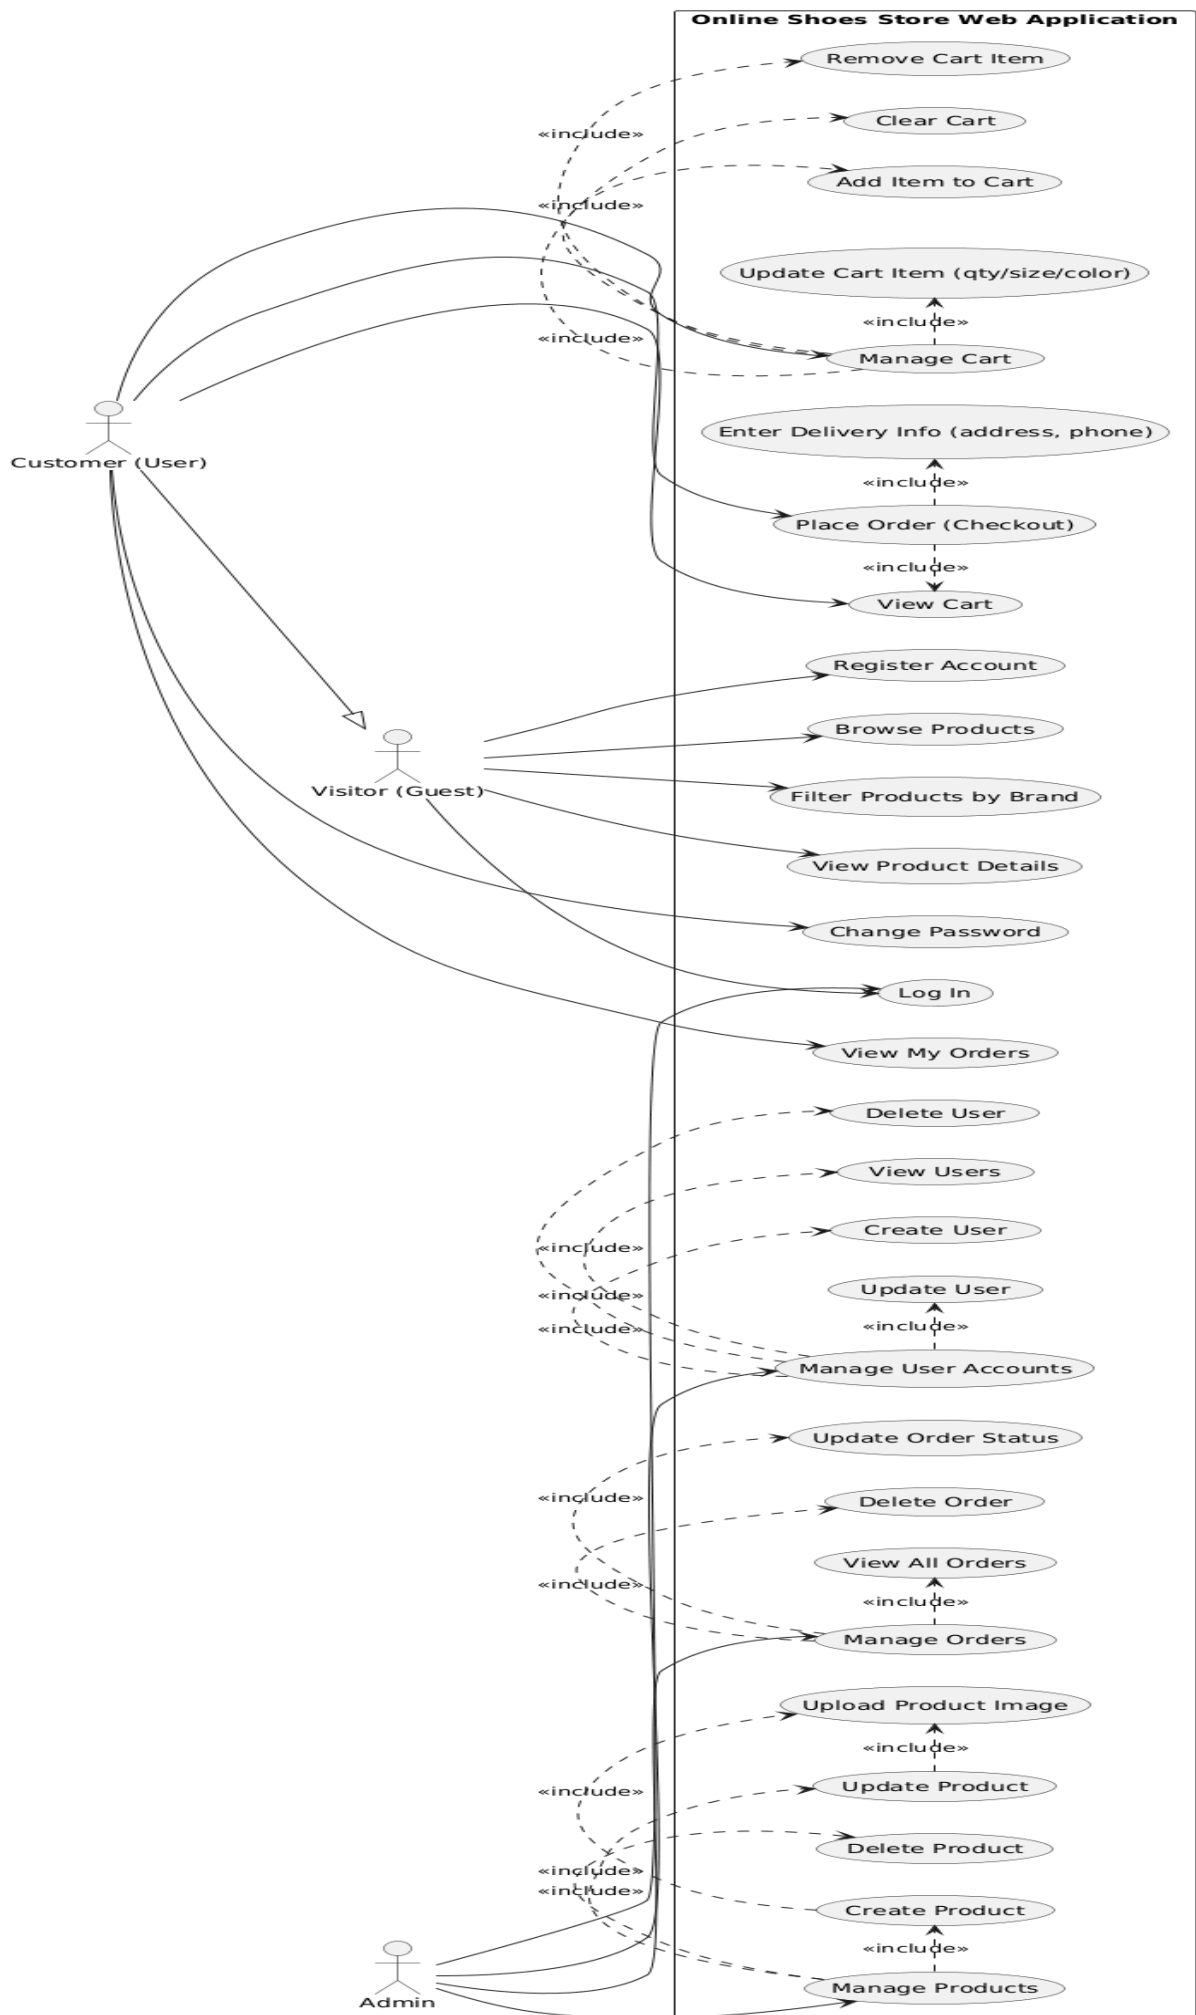 Online Shoes Store Web Application
Remove Cart Item
Clear Cart
«include»
Add Item to Cart
«include»
Update Cart Item (qty/size/color)
«include»
«include»
Manage Cart
Enter Delivery Info (address, phone)
Customer (User)
«include»
Place Order (Checkout)
«include»
View Cart
Register Account
Browse Products
Visitor (Guest)
Filter Products by Brand
View Product Details
Change Password
Log In
View My Orders
Delete User
View Users
Create User
«include»
Update User
«include»
«include»
«include»
Manage User Accounts
Update Order Status
«include»
Delete Order
View All Orders
«include»
«include»
Manage Orders
Upload Product Image
«include»
Update Product
«include»
Delete Product
«include»
«include»
Create Product
«include»
Manage Products
Admin